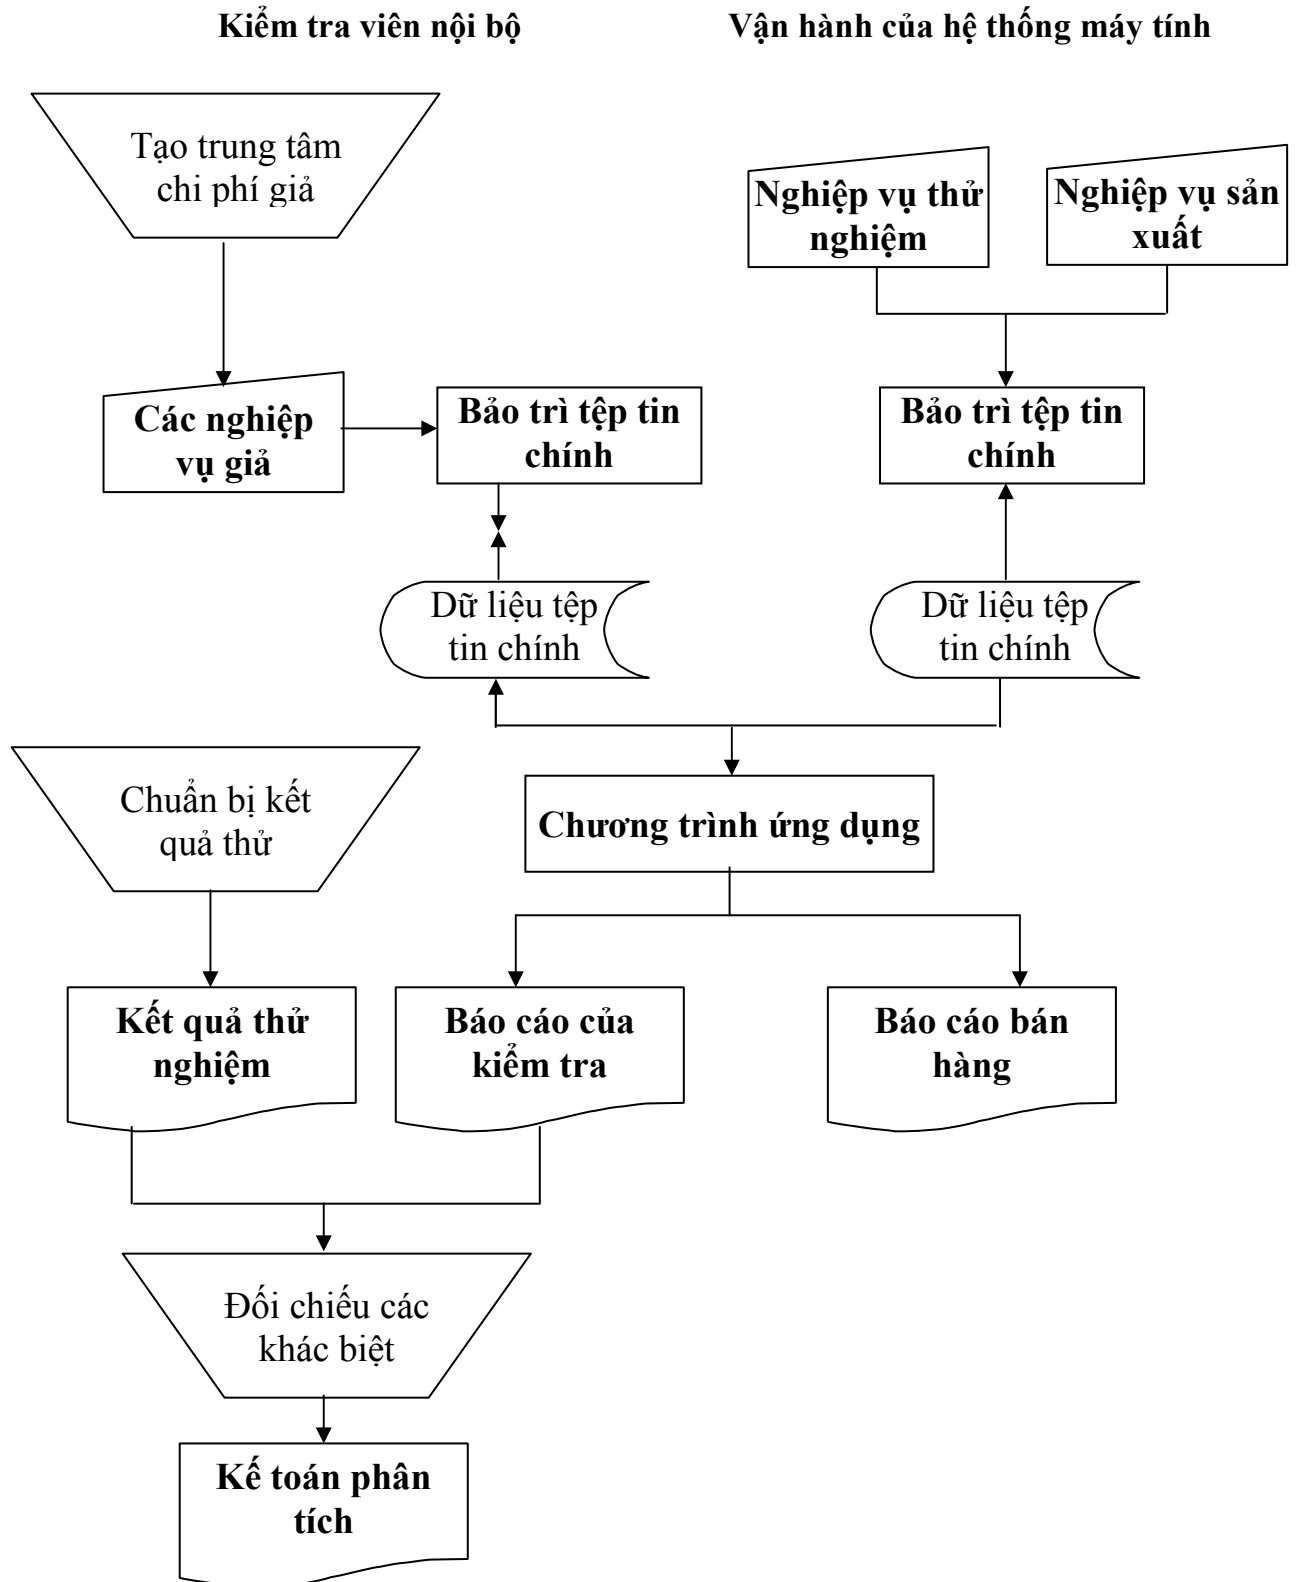 Kiểm tra viên nội bộ
Vận hành của hệ thống máy tính
Tạo trung tâm
chi phí giả
Nghiệp vụ thử
nghiệm
Nghiệp vụ sản
xuất
Các nghiệp
vụ giả
Bảo trì tệp tin
chính
Bảo trì tệp tin
chính
Dữ liệu tệp
tin chính
Dữ liệu tệp
tin chính
Chuẩn bị kết
quả thử
Chương trình ứng dụng
Kết quả thử
nghiệm
Báo cáo của
kiểm tra
Báo cáo bán
hàng
Đối chiếu các
khác biệt
Kế toán phân
tích